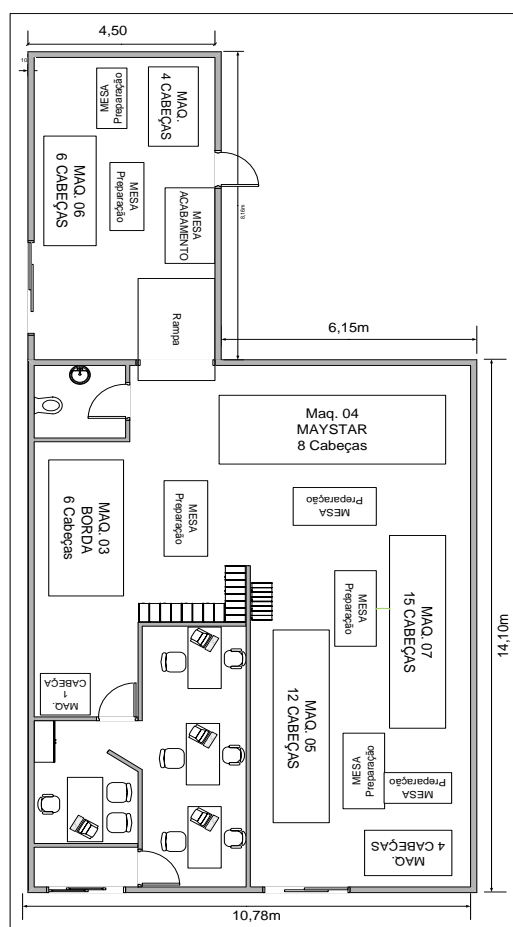 4,50
10
MAQ.
4 CABEÇAS
MESA
Preparação
MAQ. 06
6 CABEÇAS
MESA
Preparação
MESA
ACABAMENTO
Rampa
6,15m
Maq. 04
MAYSTAR
8 Cabeças
MAQ. 03
BORDA
6 Cabeças
MESA
Preparação
MESA
Preparação
MESA
Preparação
MAQ. 07
15 CABEÇAS
14,10m
MAQ. 05
12 CABEÇAS
MAQ.
1
CABEÇA
MESA
Preparação
MESA
Preparação
MAQ.
4 CABEÇAS
10,78m